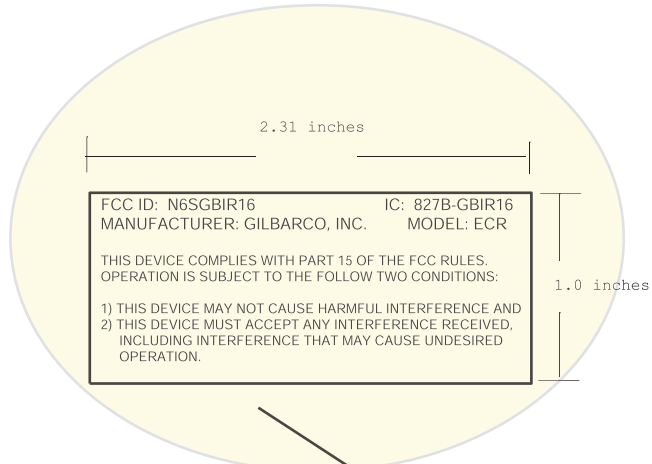 2.31 inches
FCC ID: N6SGBIR16 IC: 827B-GBIR16
MANUFACTURER: GILBARCO, INC. MODEL: ECR
THIS DEVICE COMPLIES WITH PART 15 OF THE FCC RULES.
OPERATION IS SUBJECT TO THE FOLLOW TWO CONDITIONS:
1.0 inches
1) THIS DEVICE MAY NOT CAUSE HARMFUL INTERFERENCE AND
2) THIS DEVICE MUST ACCEPT ANY INTERFERENCE RECEIVED,
INCLUDING INTERFERENCE THAT MAY CAUSE UNDESIRED
OPERATION.